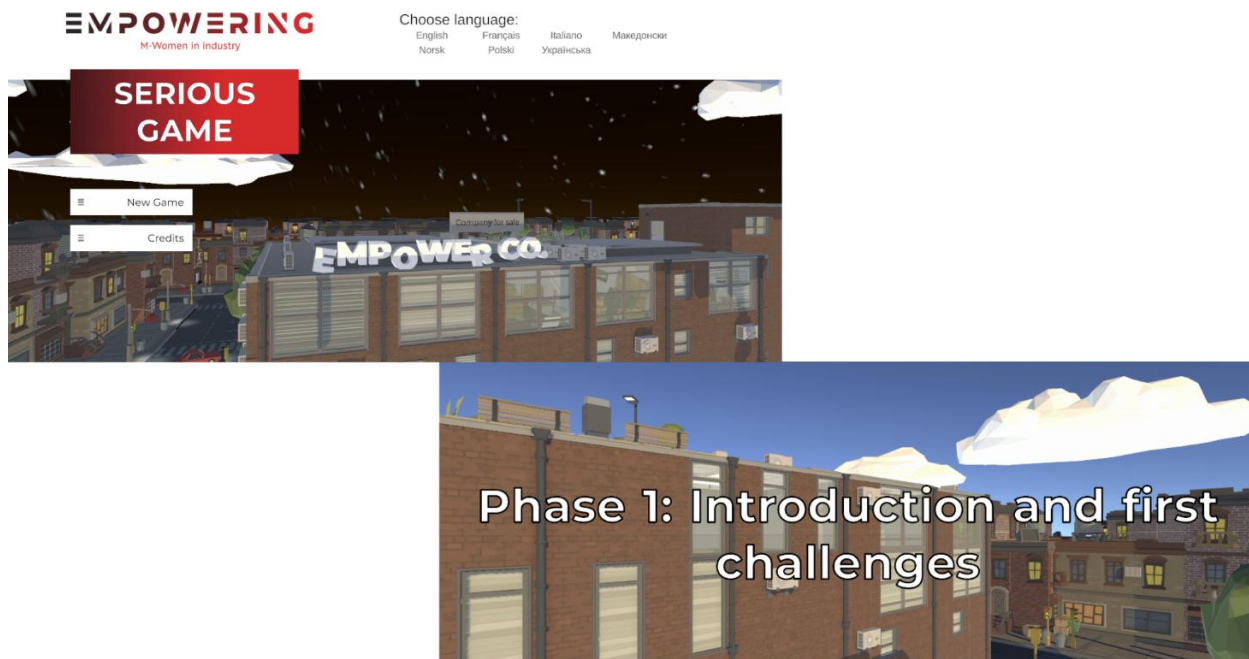 EMPOWERING
M-Women in industry
Choose language:
English Français Italiano Македонски
Norsk Polski Українська
SERIOUS
GAME
New Game
Credits
Company for sale
EMPOWER CO.
Phase 1: Introduction and first
challenges